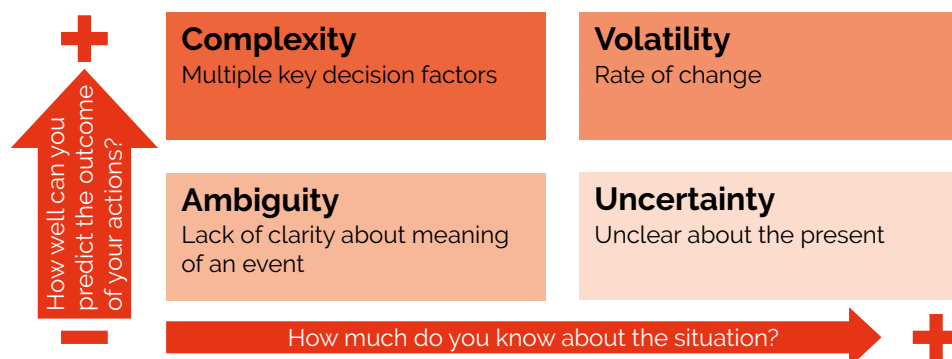 Complexity
Multiple key decision factors
Volatility
Rate of change
How well can you
predict the outcome
of your actions?
Ambiguity
Lack of clarity about meaning
of an event
Uncertainty
Unclear about the present
How much do you know about the situation?